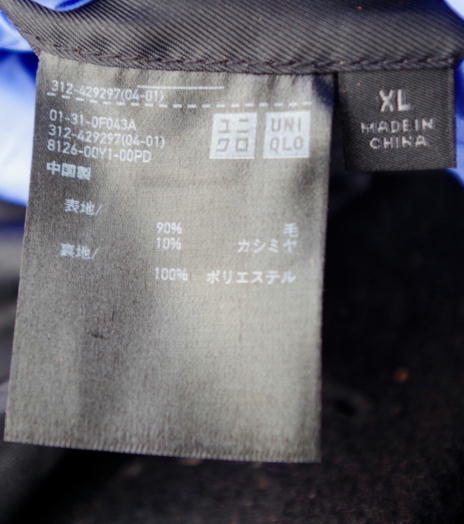 312-429297(04-01)
01-31-0F043A
312-429297(04-01)
8126-00Y1-00PD
中国製
ユニ
クロ
UNI
QLO
表地/
90% 毛
10% カシミヤ
裏地/
100% ポリエステル
XL
MADE IN
CHINA